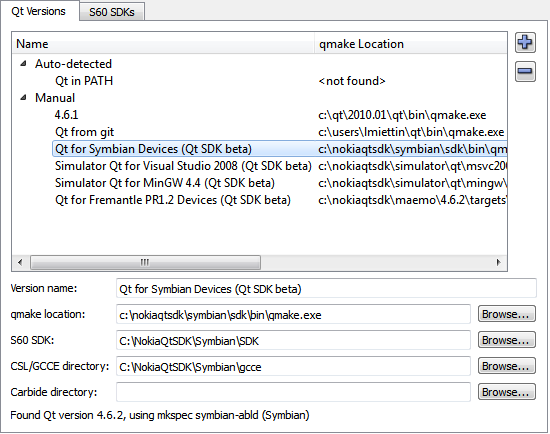 Qt Versions S60 SDKs
Name qmake Location
Auto-detected
Qt in PATH <not found>
Manual
4.6.1 c:\qt\2010.01\qt\bin\qmake.exe
Qt from git c:\users\lmiettin\qt\bin\qmake.exe
Qt for Symbian Devices (Qt SDK beta) c:\nokiaqtsdk\symbian\sdk\bin\qm
Simulator Qt for Visual Studio 2008 (Qt SDK beta) c:\nokiaqtsdk\simulator\qt\msvc200
Simulator Qt for MinGW 4.4 (Qt SDK beta) c:\nokiaqtsdk\simulator\qt\mingw\
Qt for Fremantle PR1.2 Devices (Qt SDK beta) c:\nokiaqtsdk\maemo\4.6.2\targets\
Version name: Qt for Symbian Devices (Qt SDK beta)
qmake location: c:\nokiaqtsdk\symbian\sdk\bin\qmake.exe Browse...
S60 SDK: C:\NokiaQtSDK\Symbian\SDK Browse...
CSL/GCCE directory: C:\NokiaQtSDK\Symbian\gcce Browse...
Carbide directory: Browse...
Found Qt version 4.6.2, using mkspec symbian-abld (Symbian)